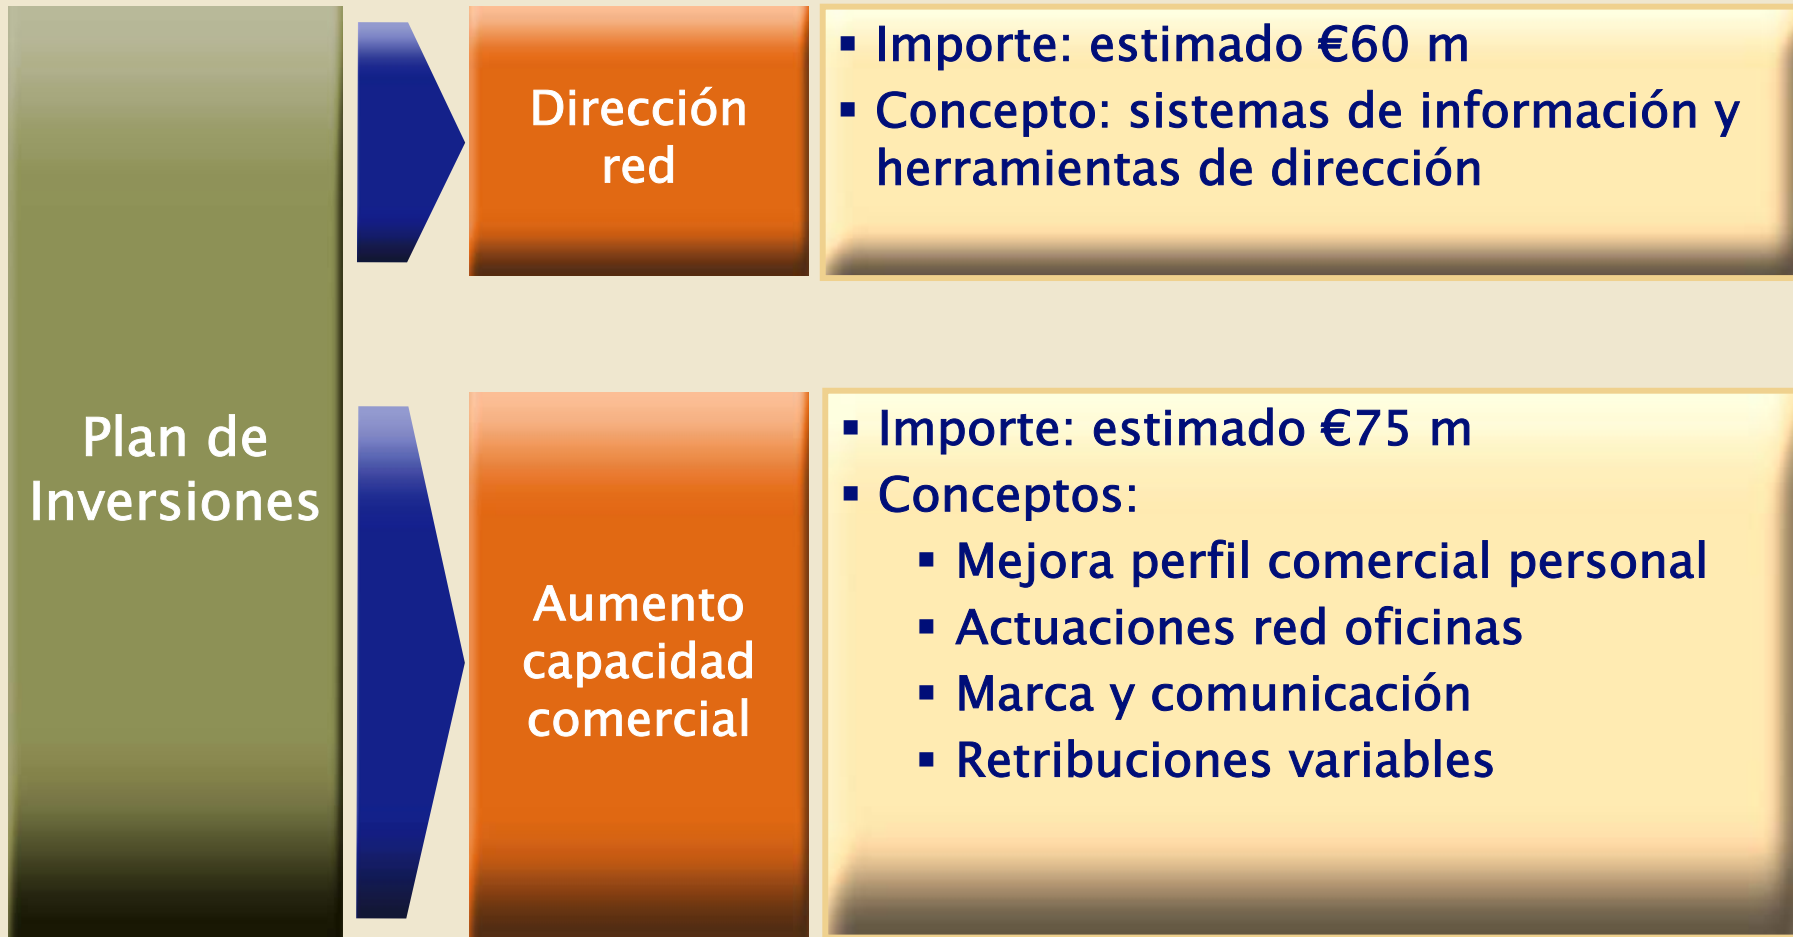 Plan de
Inversiones
Dirección
red
▪ Importe: estimado €60 m
▪ Concepto: sistemas de información y
herramientas de dirección
Aumento
capacidad
comercial
▪ Importe: estimado €75 m
▪ Conceptos:
▪ Mejora perfil comercial personal
▪ Actuaciones red oficinas
▪ Marca y comunicación
▪ Retribuciones variables